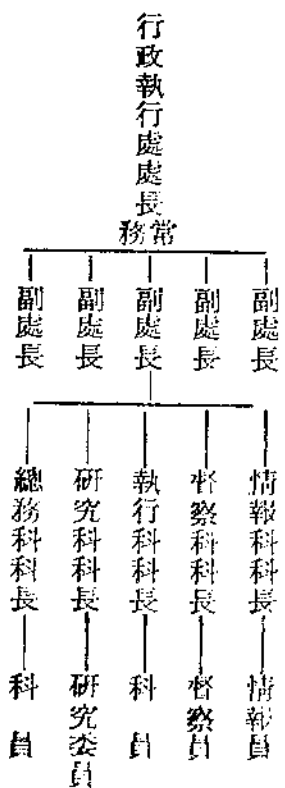 行政執行處處長
常務
副處長
副處長
副處長
副處長
副處長
情報科科長
督察科科長
執行科科長
研究科科長
總務科科長
情報員
督察員
科員
研究委員
科員